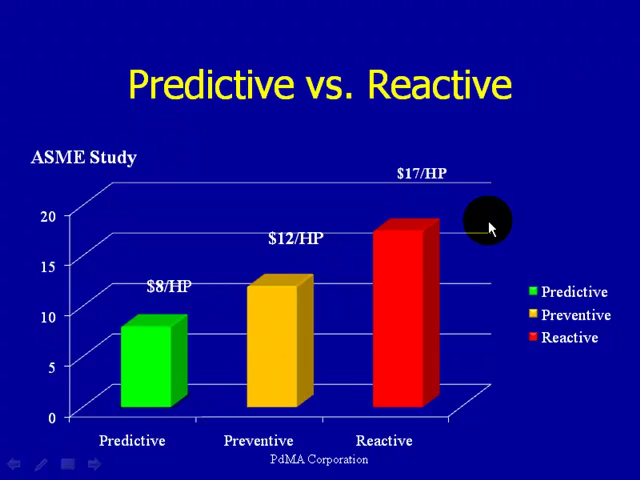 Predictive vs. Reactive
ASME Study
$17/HP
$12/HP
$8/HP
20
15
10
5
0
Predictive
Preventive
Reactive
Predictive Preventive Reactive
PdMA Corporation